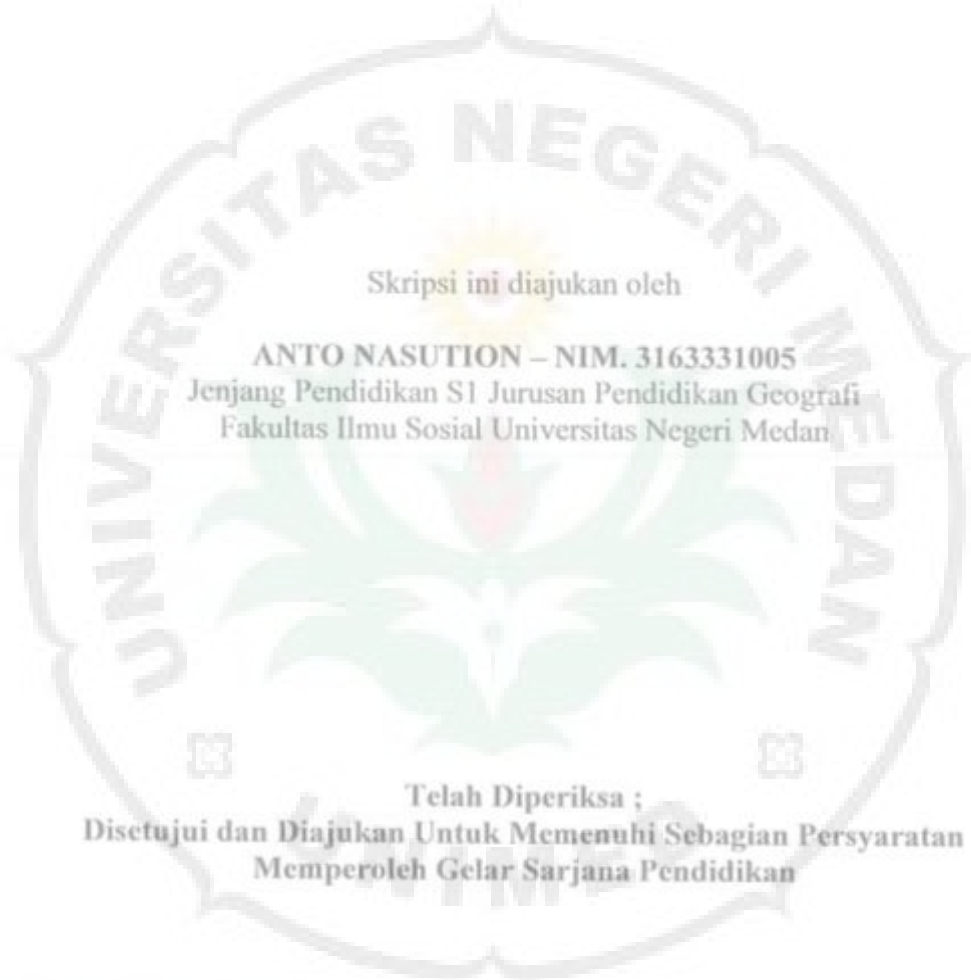 UNIVERSITAS NEGERI MEDAN
Skripsi ini diajukan oleh
ANTO NASUTION – NIM. 3163331005
Jenjang Pendidikan S1 Jurusan Pendidikan Geografi
Fakultas Ilmu Sosial Universitas Negeri Medan
Telah Diperiksa ;
Disetujui dan Diajukan Untuk Memenuhi Sebagian Persyaratan
Memperoleh Gelar Sarjana Pendidikan
UNIMED